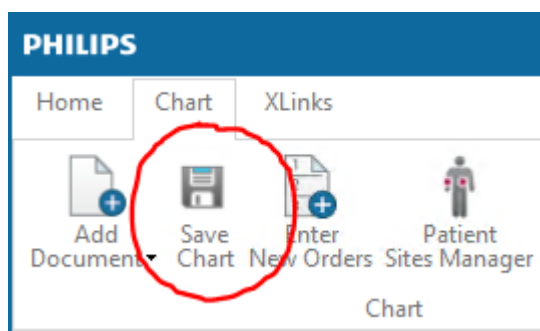 PHILIPS
Home Chart XLinks
Add Save Enter Patient
Document Chart New Orders Sites Manager
Chart